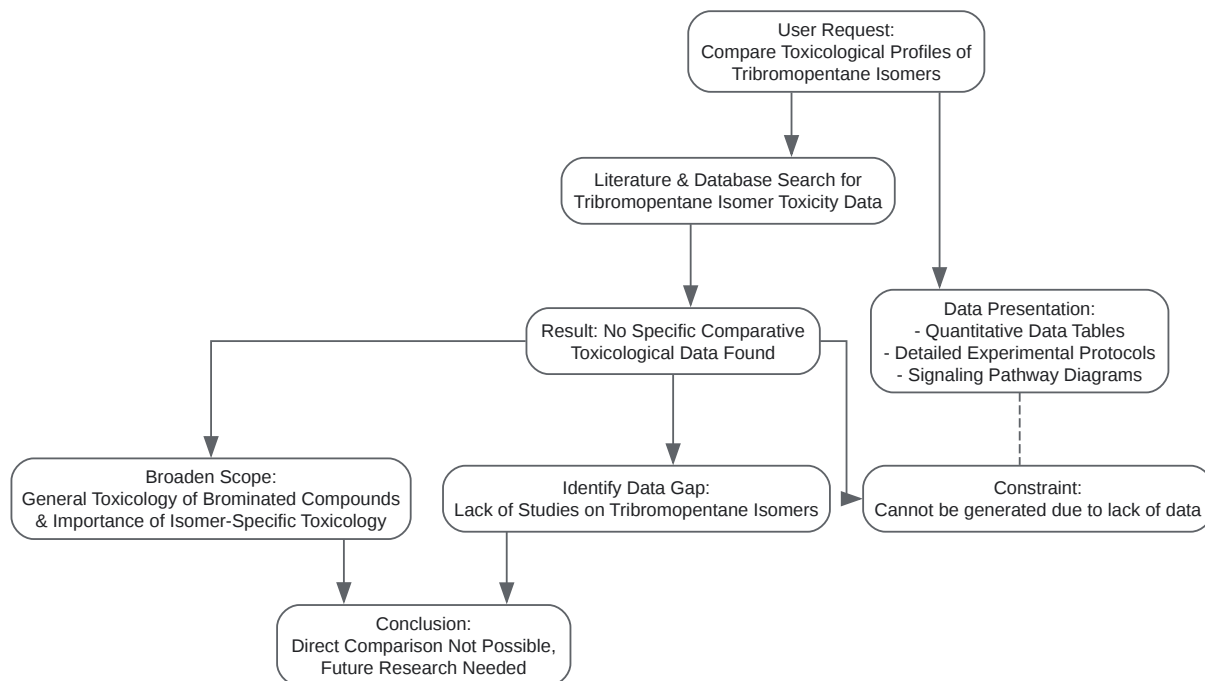 User Request:
Compare Toxicological Profiles of
Tribromopentane Isomers
Literature & Database Search for
Tribromopentane Isomer Toxicity Data
Data Presentation:
- Quantitative Data Tables
- Detailed Experimental Protocols
- Signaling Pathway Diagrams
Result: No Specific Comparative
Toxicological Data Found
Broaden Scope:
General Toxicology of Brominated Compounds
& Importance of Isomer-Specific Toxicology
Identify Data Gap:
Lack of Studies on Tribromopentane Isomers
Constraint:
Cannot be generated due to lack of data
Conclusion:
Direct Comparison Not Possible,
Future Research Needed